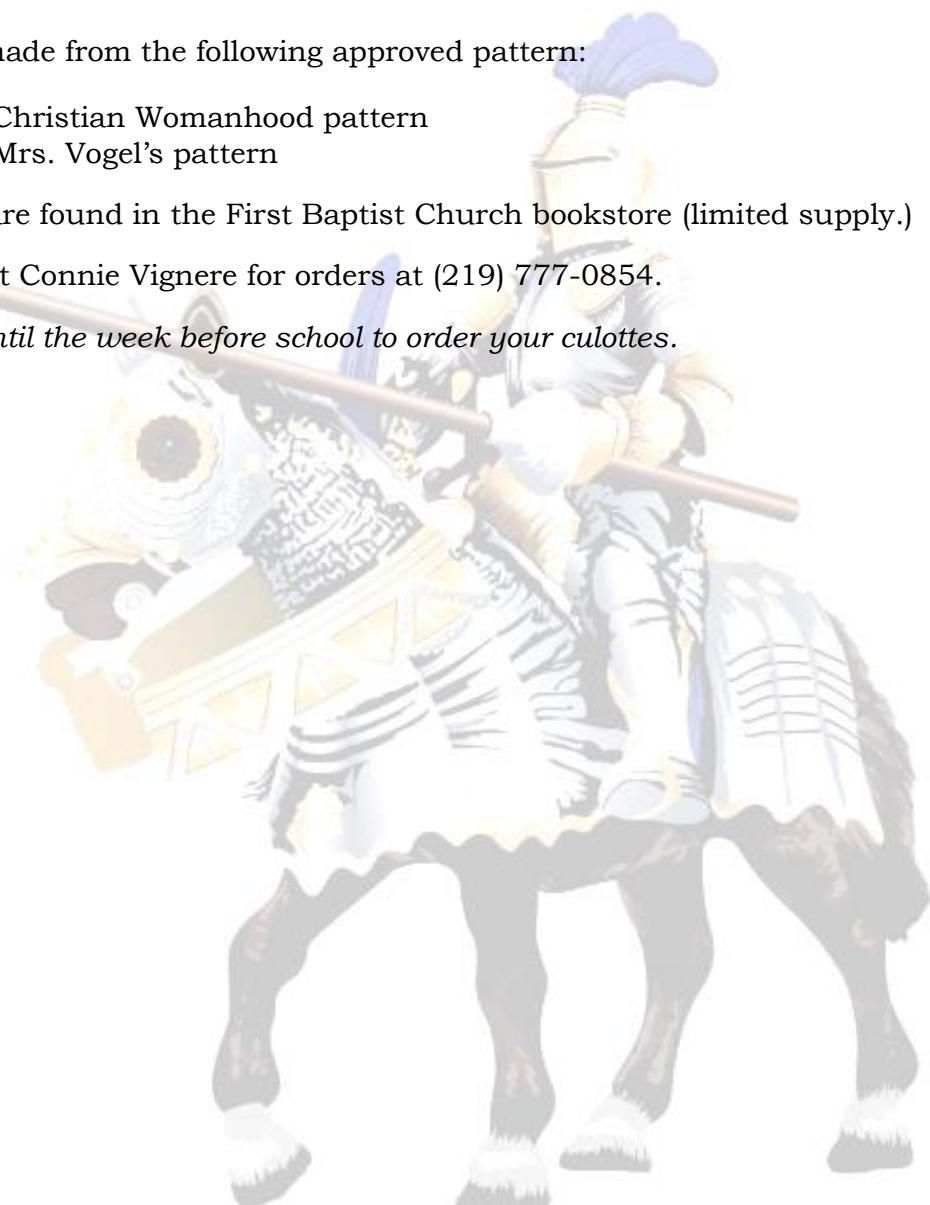 made from the following approved pattern:
Christian Womanhood pattern
Mrs. Vogel’s pattern
are found in the First Baptist Church bookstore (limited supply.)
t Connie Vignere for orders at (219) 777-0854.
ntil the week before school to order your culottes.